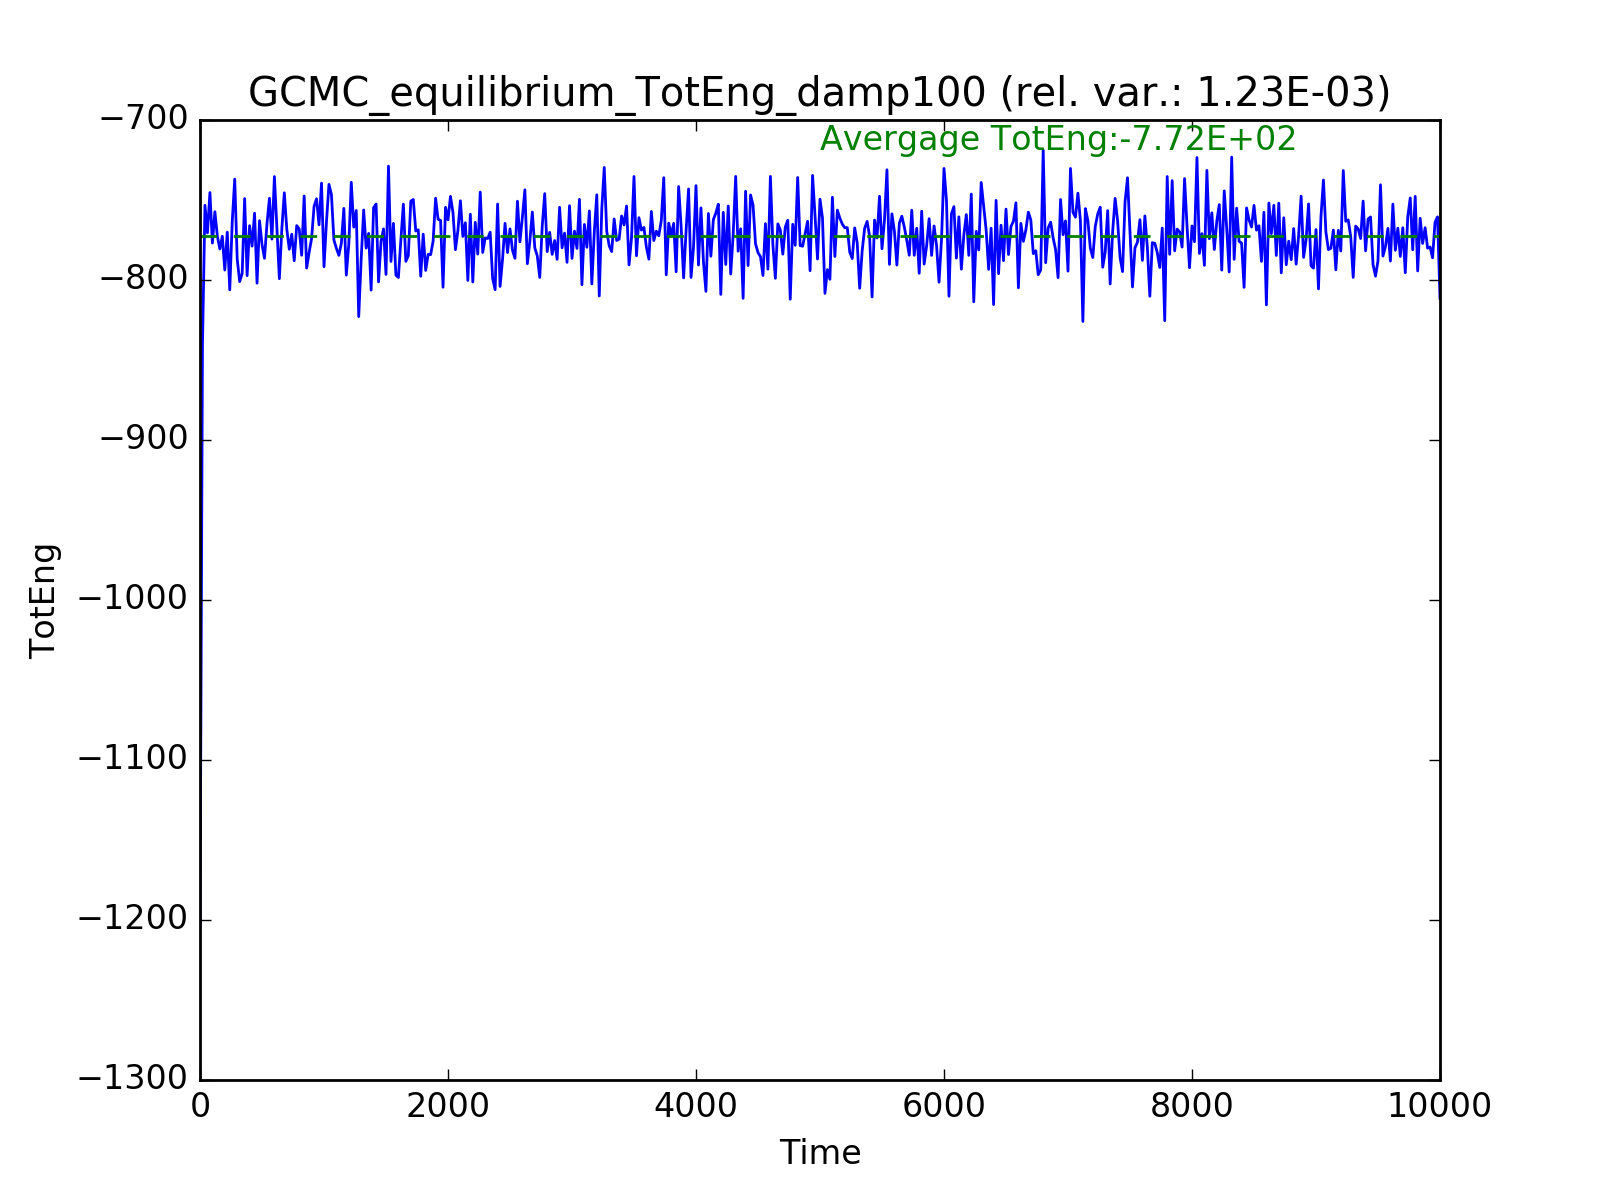 GCMC_equilibrium_TotEng_damp100 (rel. var.: 1.23E-03)
Avergage TotEng:-7.72E+02
−700
−800
−900
−1000
−1100
−1200
−1300
TotEng
0 2000 4000 6000 8000 10000
Time